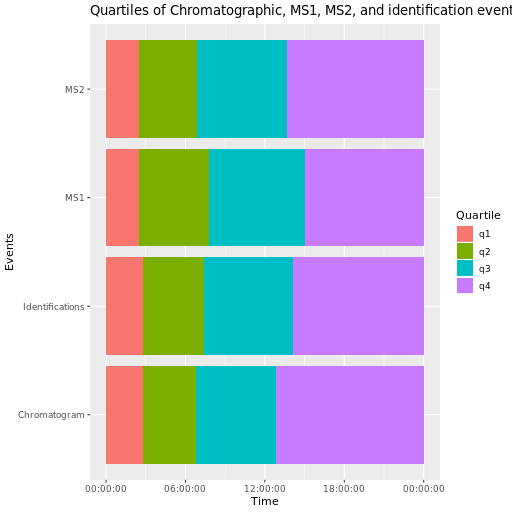 Quartiles of Chromatographic, MS1, MS2, and identification event
MS2
MS1
Identifications
Chromatogram
Events
00:00:00 06:00:00 12:00:00 18:00:00 00:00:00
Time
Quartile
q1
q2
q3
q4